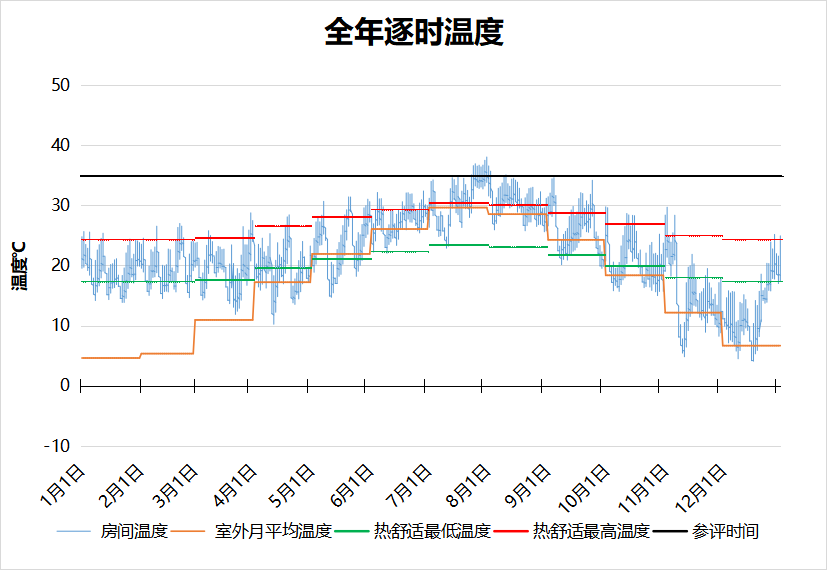 全年逐时温度
温度℃
50
40
30
20
10
0
-10
1月1日
2月1日
3月1日
4月1日
5月1日
6月1日
7月1日
8月1日
9月1日
10月1日
11月1日
12月1日
房间温度 室外月平均温度 热舒适最低温度 热舒适最高温度 参评时间